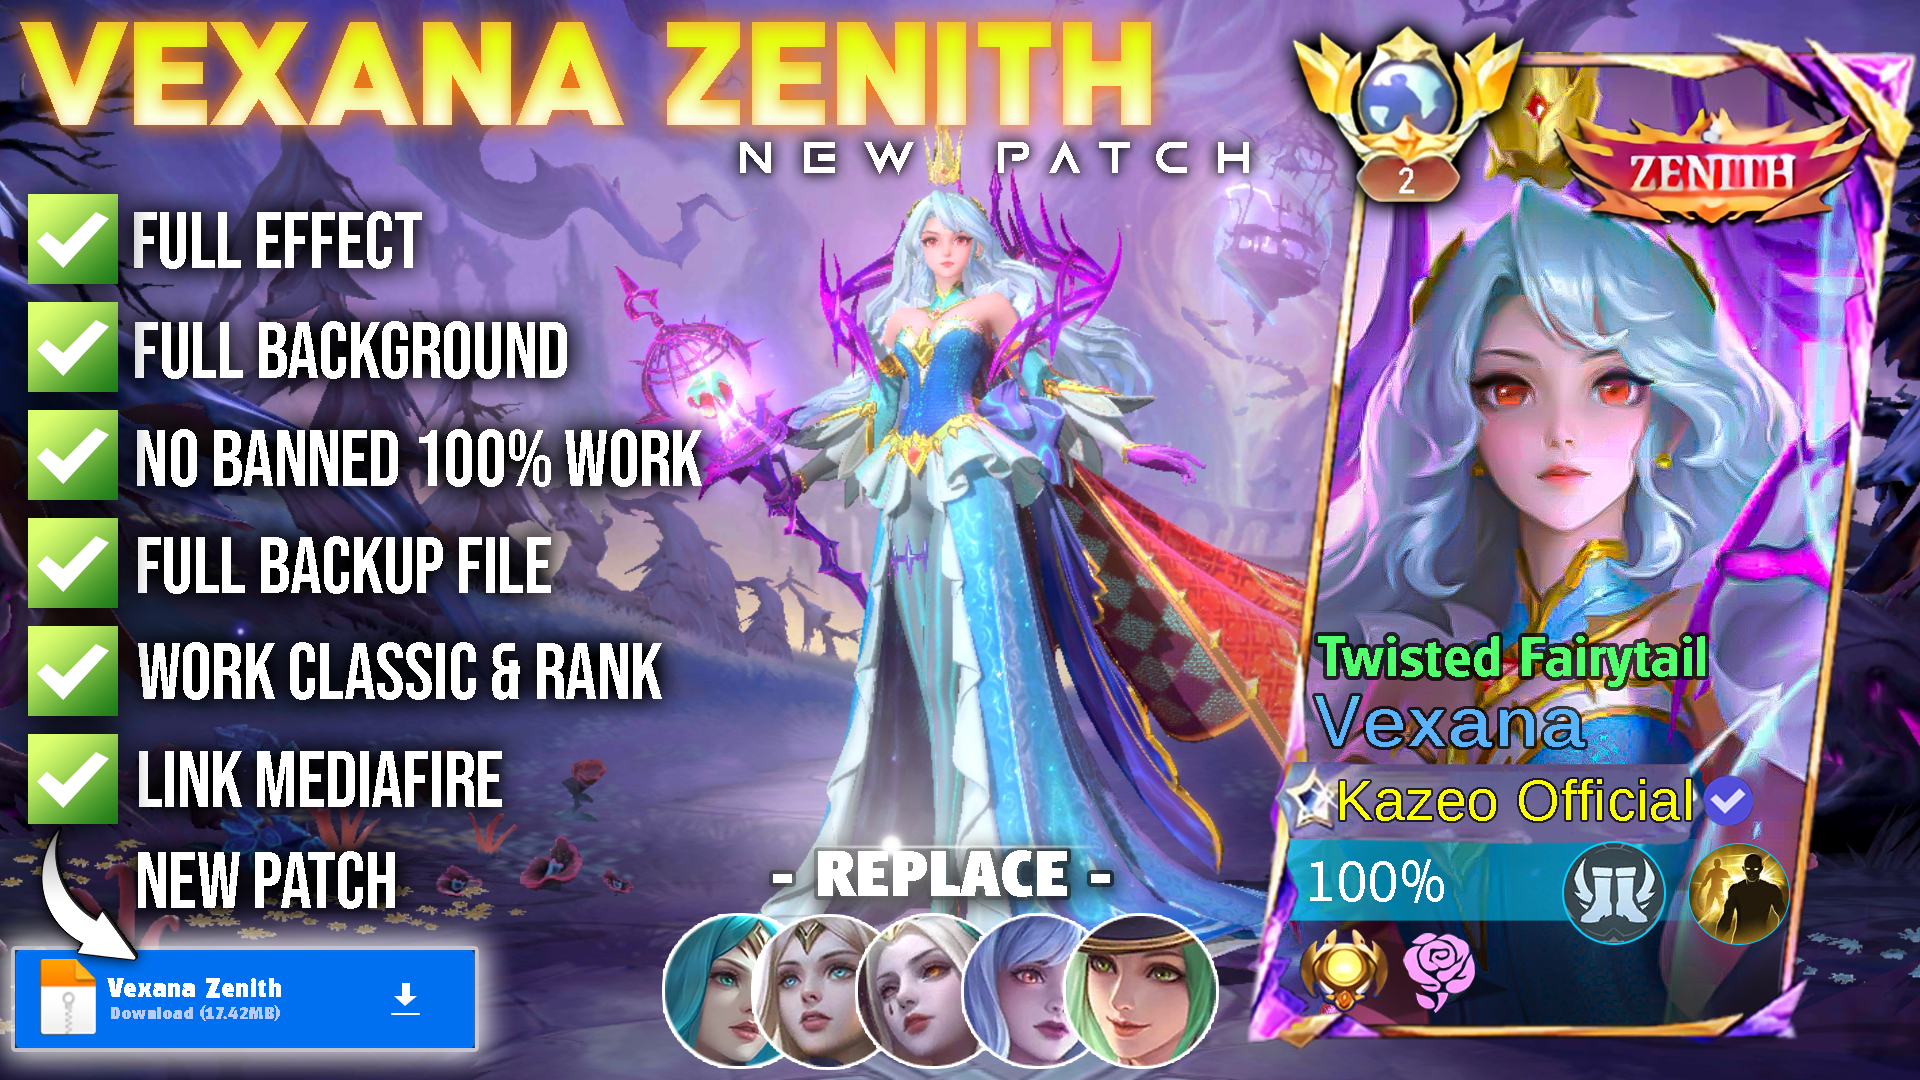 VEXANA ZENITH
NEW PATCH
FULL EFFECT
FULL BACKGROUND
NO BANNED 100% WORK
FULL BACKUP FILE
WORK CLASSIC & RANK
LINK MEDIAFIRE
NEW PATCH
Vexana Zenith
Download (17.42MB)
- REPLACE -
2
ZENITH
Twisted Fairytail
Vexana
Kazeo Official
100%